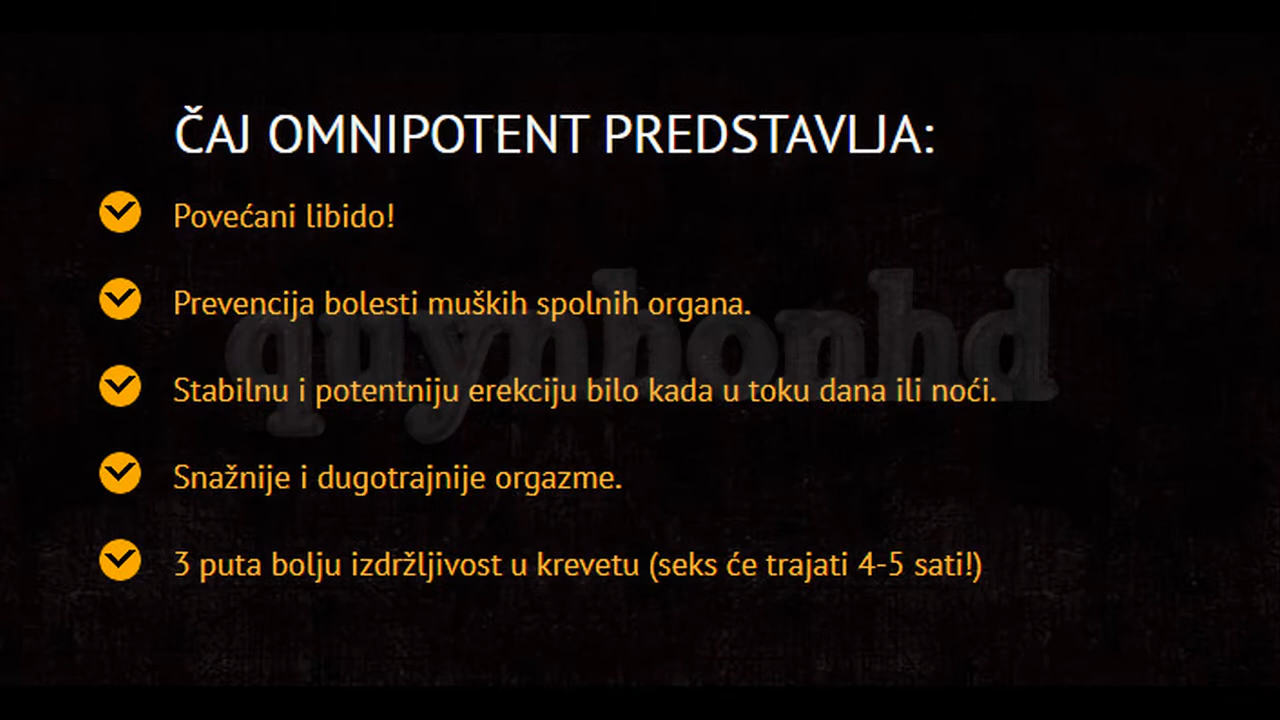 ČAJ OMNIPOTENT PREDSTAVLJA:
Povećani libido!
Prevencija bolesti muških spolnih organa.
quynhonhd
Stabilnu i potentniju erekciju bilo kada u toku dana ili noći.
Snažnije i dugotrajnije orgazme.
3 puta bolju izdržljivost u krevetu (seks će trajati 4-5 sati!)